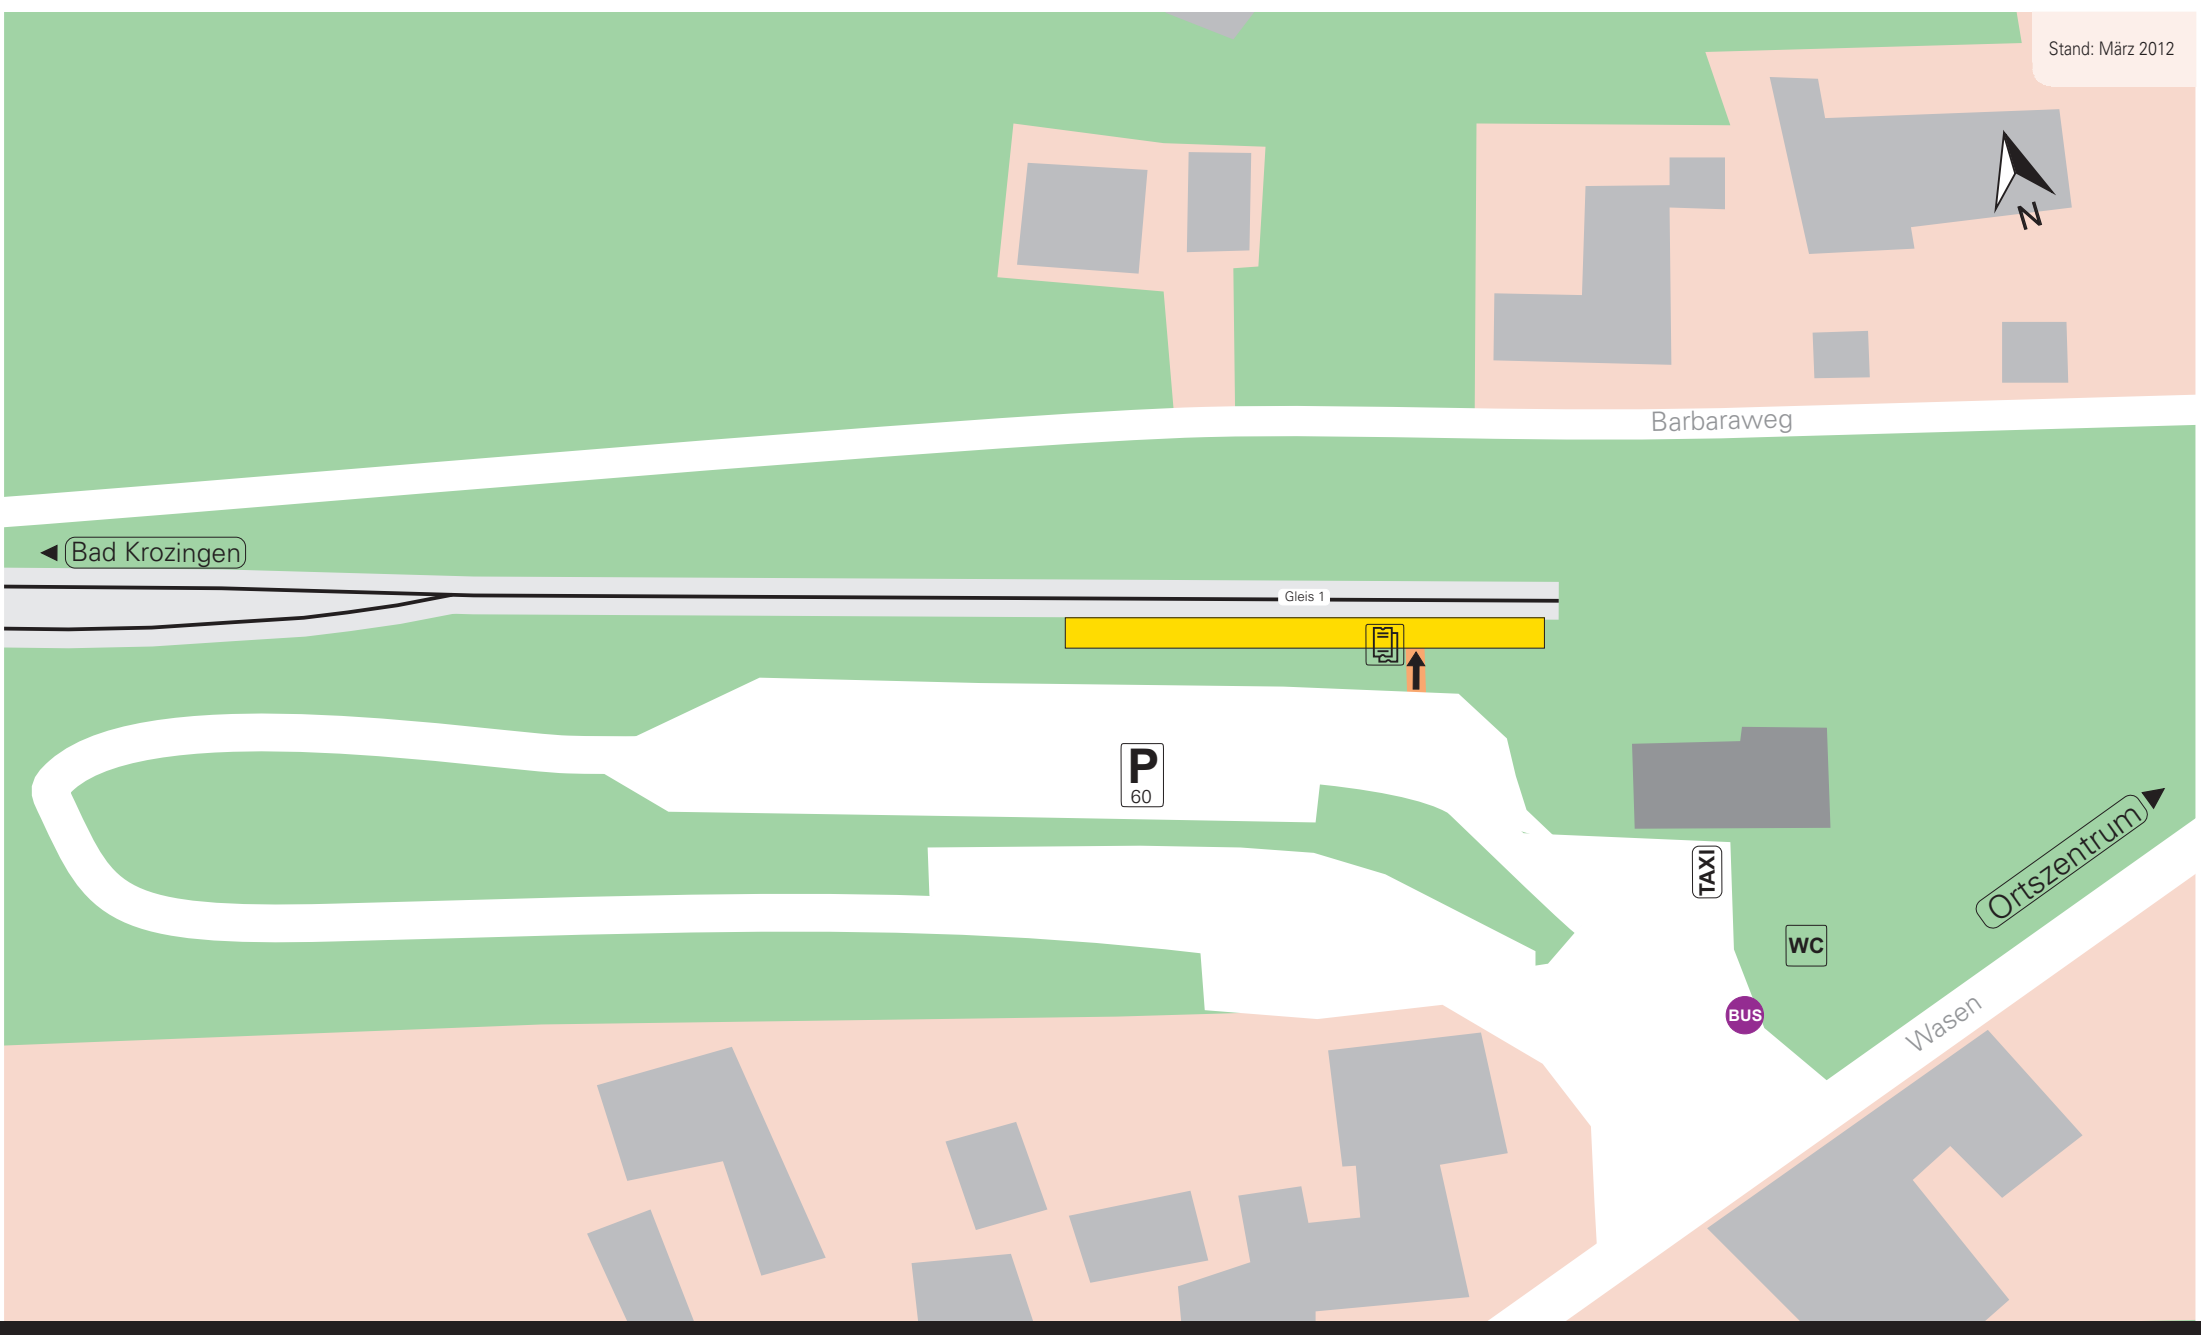 Stand: März 2012
N
Barbaraweg
Bad Krozingen
Gleis 1
P
60
Ortszentrum
TAXI
WC
BUS
Wasen